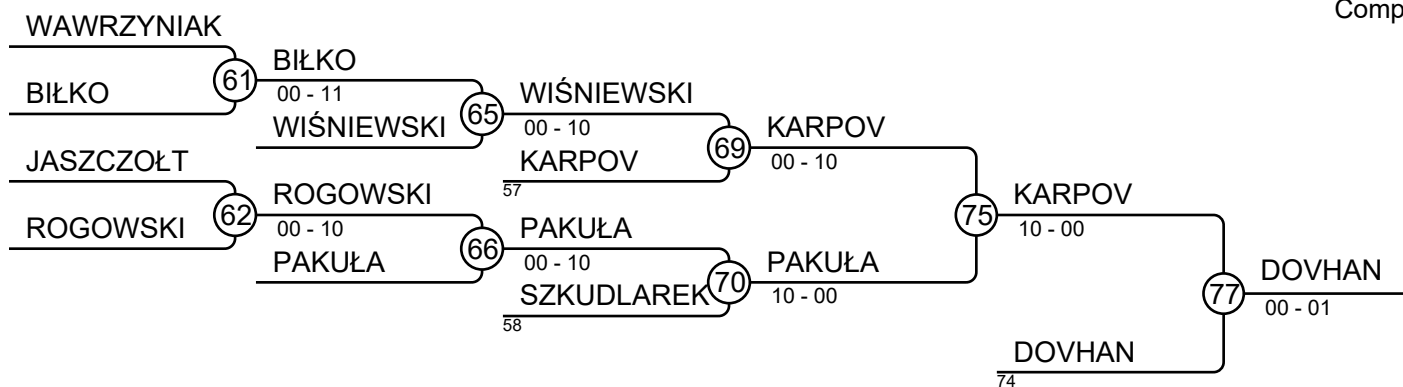 Comp
WAWRZYNIAK
61
BIŁKO
00 - 11
BIŁKO
65
WIŚNIEWSKI
00 - 10
WIŚNIEWSKI
69
KARPOV
00 - 10
KARPOV
57
JASZCZOŁT
62
ROGOWSKI
00 - 10
ROGOWSKI
66
PAKUŁA
00 - 10
PAKUŁA
70
PAKUŁA
10 - 00
SZKUDLAREK
58
75
KARPOV
10 - 00
77
DOVHAN
00 - 01
DOVHAN
74